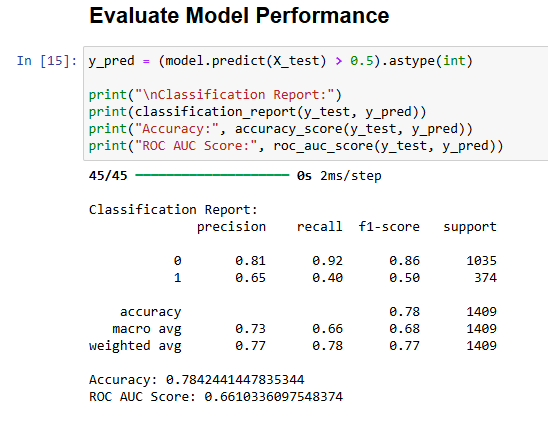 Evaluate Model Performance
In [15]: y_pred = (model.predict(X_test) > 0.5).astype(int)
print("\nClassification Report:")
print(classification_report(y_test, y_pred))
print("Accuracy:", accuracy_score(y_test, y_pred))
print("ROC AUC Score:", roc_auc_score(y_test, y_pred))
45/45 ━━━━━━━━━━━━━━━━━━━━ 0s 2ms/step
Classification Report:
precision recall f1-score support
0 0.81 0.92 0.86 1035
1 0.65 0.40 0.50 374
accuracy 0.78 1409
macro avg 0.73 0.66 0.68 1409
weighted avg 0.77 0.78 0.77 1409
Accuracy: 0.7842441447835344
ROC AUC Score: 0.6610336097548374